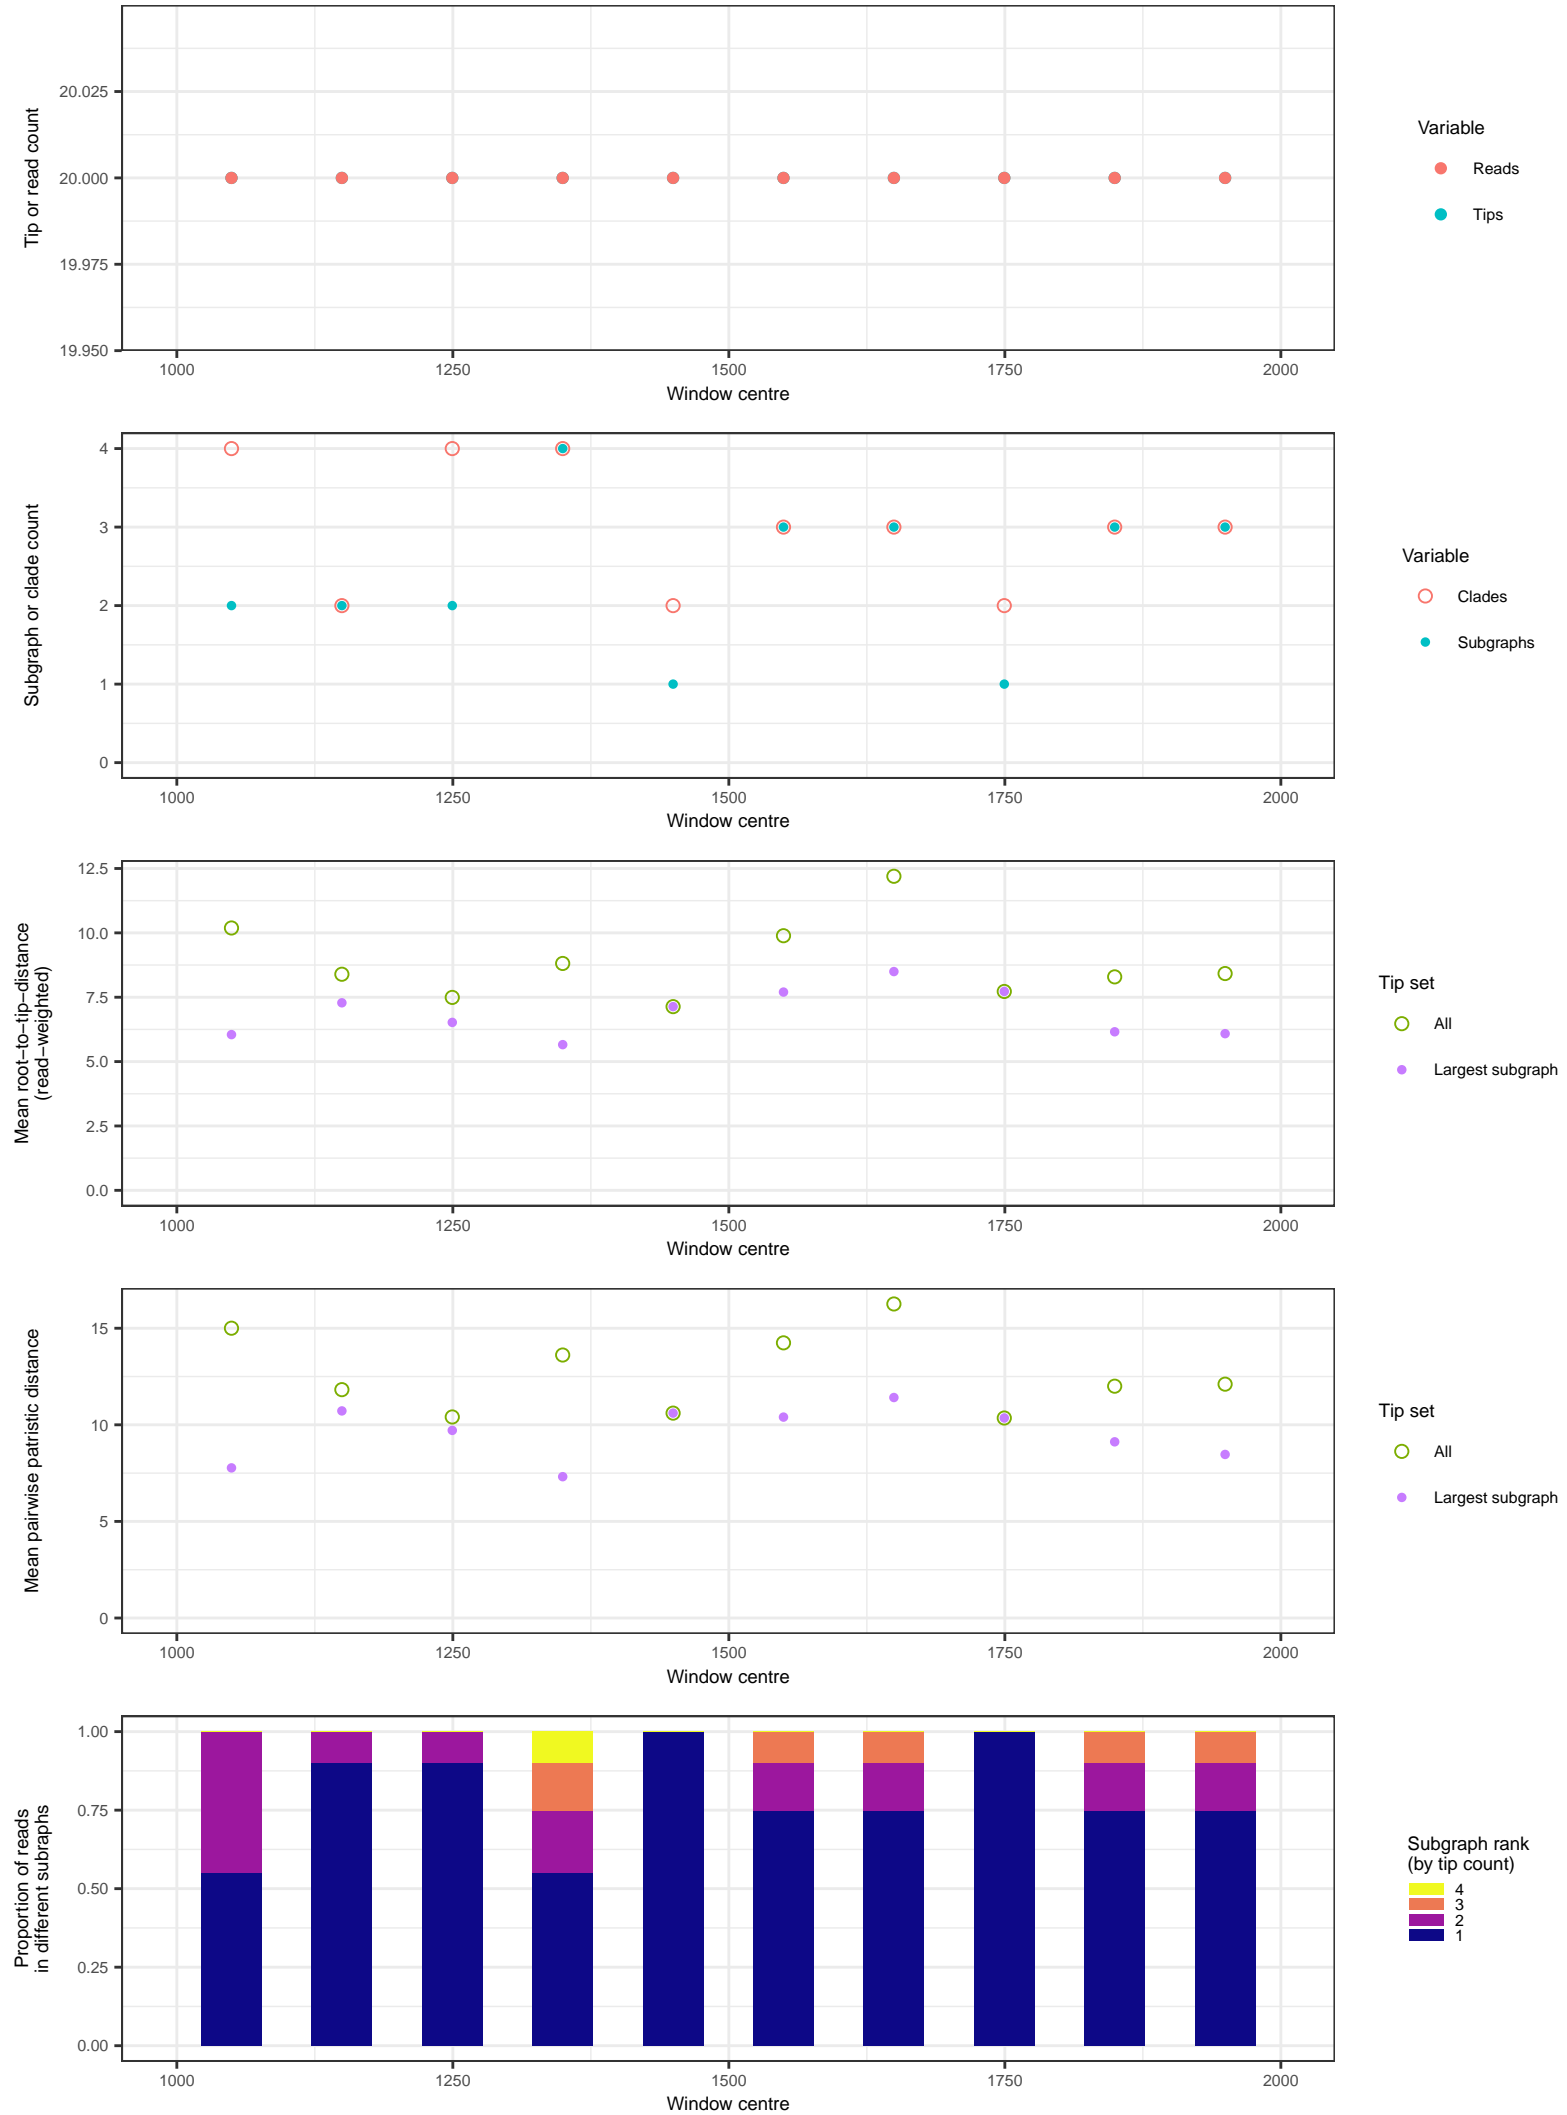 Tip or read count
20.025
20.000
19.975
19.950
1000 1250 1500 1750 2000
Window centre
Variable
Reads
Tips
Subgraph or clade count
4
3
2
1
0
1000 1250 1500 1750 2000
Window centre
Variable
Clades
Subgraphs
Mean root−to−tip−distance
(read−weighted)
12.5
10.0
7.5
5.0
2.5
0.0
1000 1250 1500 1750 2000
Window centre
Tip set
All
Largest subgraph
Mean pairwise patristic distance
15
10
5
0
1000 1250 1500 1750 2000
Window centre
Tip set
All
Largest subgraph
Proportion of reads
in different subraphs
1.00
0.75
0.50
0.25
0.00
1000 1250 1500 1750 2000
Window centre
Subgraph rank
(by tip count)
4
3
2
1